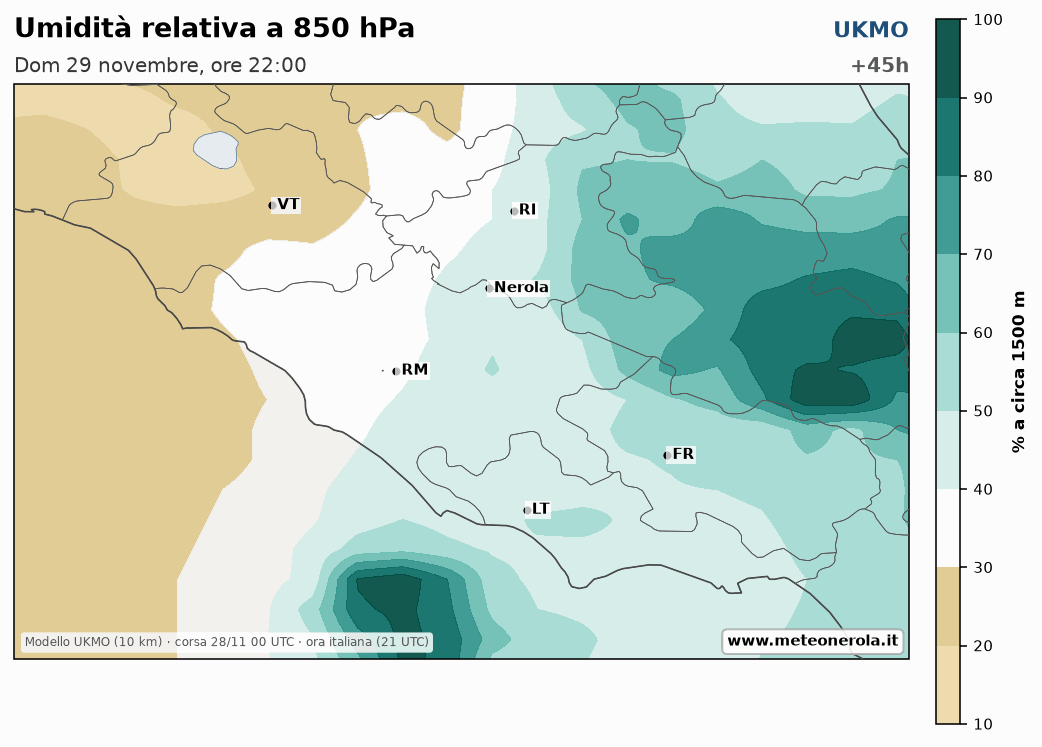 Umidità relativa a 850 hPa
UKMO
Dom 29 novembre, ore 22:00
+45h
VT
RI
Nerola
RM
FR
LT
Modello UKMO (10 km) · corsa 28/11 00 UTC · ora italiana (21 UTC)
www.meteonerola.it
100
90
80
70
60
50
40
30
20
10
% a circa 1500 m